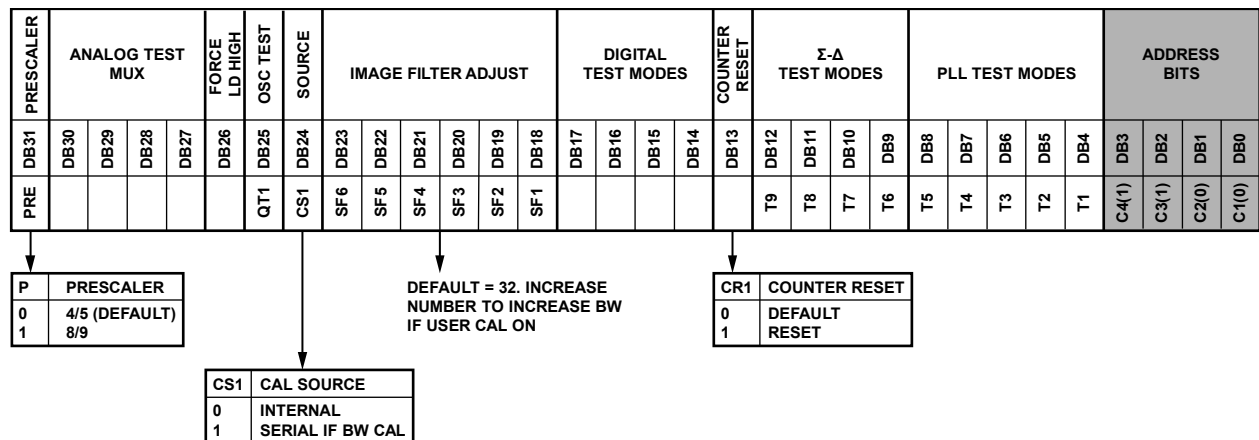 PRESCALER
ANALOG TEST
MUX
FORCE
LD HIGH
OSC TEST
SOURCE
IMAGE FILTER ADJUST
DIGITAL
TEST MODES
COUNTER
RESET
Σ-Δ
TEST MODES
PLL TEST MODES
ADDRESS
BITS
DB31 DB30 DB29 DB28 DB27 DB26 DB25 DB24 DB23 DB22 DB21 DB20 DB19 DB18 DB17 DB16 DB15 DB14 DB13 DB12 DB11 DB10 DB9 DB8 DB7 DB6 DB5 DB4 DB3 DB2 DB1 DB0
PRE QT1 CS1 SF6 SF5 SF4 SF3 SF2 SF1 T9 T8 T7 T6 T5 T4 T3 T2 T1 C4(1) C3(1) C2(0) C1(0)
P PRESCALER
0 4/5 (DEFAULT)
1 8/9
DEFAULT = 32. INCREASE
NUMBER TO INCREASE BW
IF USER CAL ON
CR1 COUNTER RESET
0 DEFAULT
1 RESET
CS1 CAL SOURCE
0 INTERNAL
1 SERIAL IF BW CAL